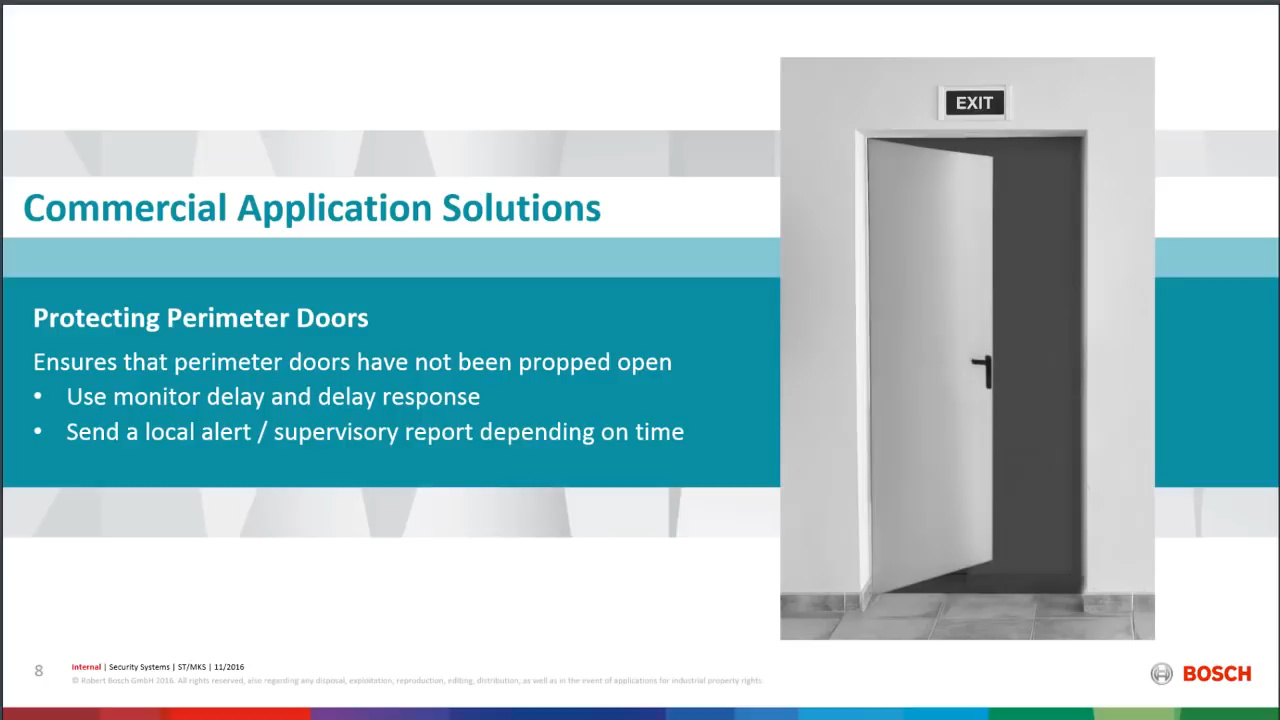 EXIT
Commercial Application Solutions
Protecting Perimeter Doors
Ensures that perimeter doors have not been propped open
• Use monitor delay and delay response
• Send a local alert / supervisory report depending on time
8
Internal | Security Systems | ST/MKS | 11/2016
© Robert Bosch GmbH 2016. All rights reserved, also regarding any disposal, exploitation, reproduction, editing, distribution, as well as in the event of applications for industrial property rights
BOSCH